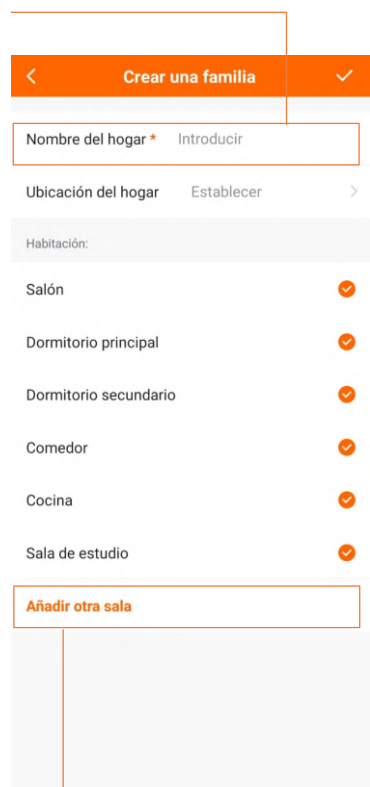 Crear una familia
Nombre del hogar * Introducir
Ubicación del hogar Establecer
Habitación:
Salón
Dormitorio principal
Dormitorio secundario
Comedor
Cocina
Sala de estudio
Añadir otra sala